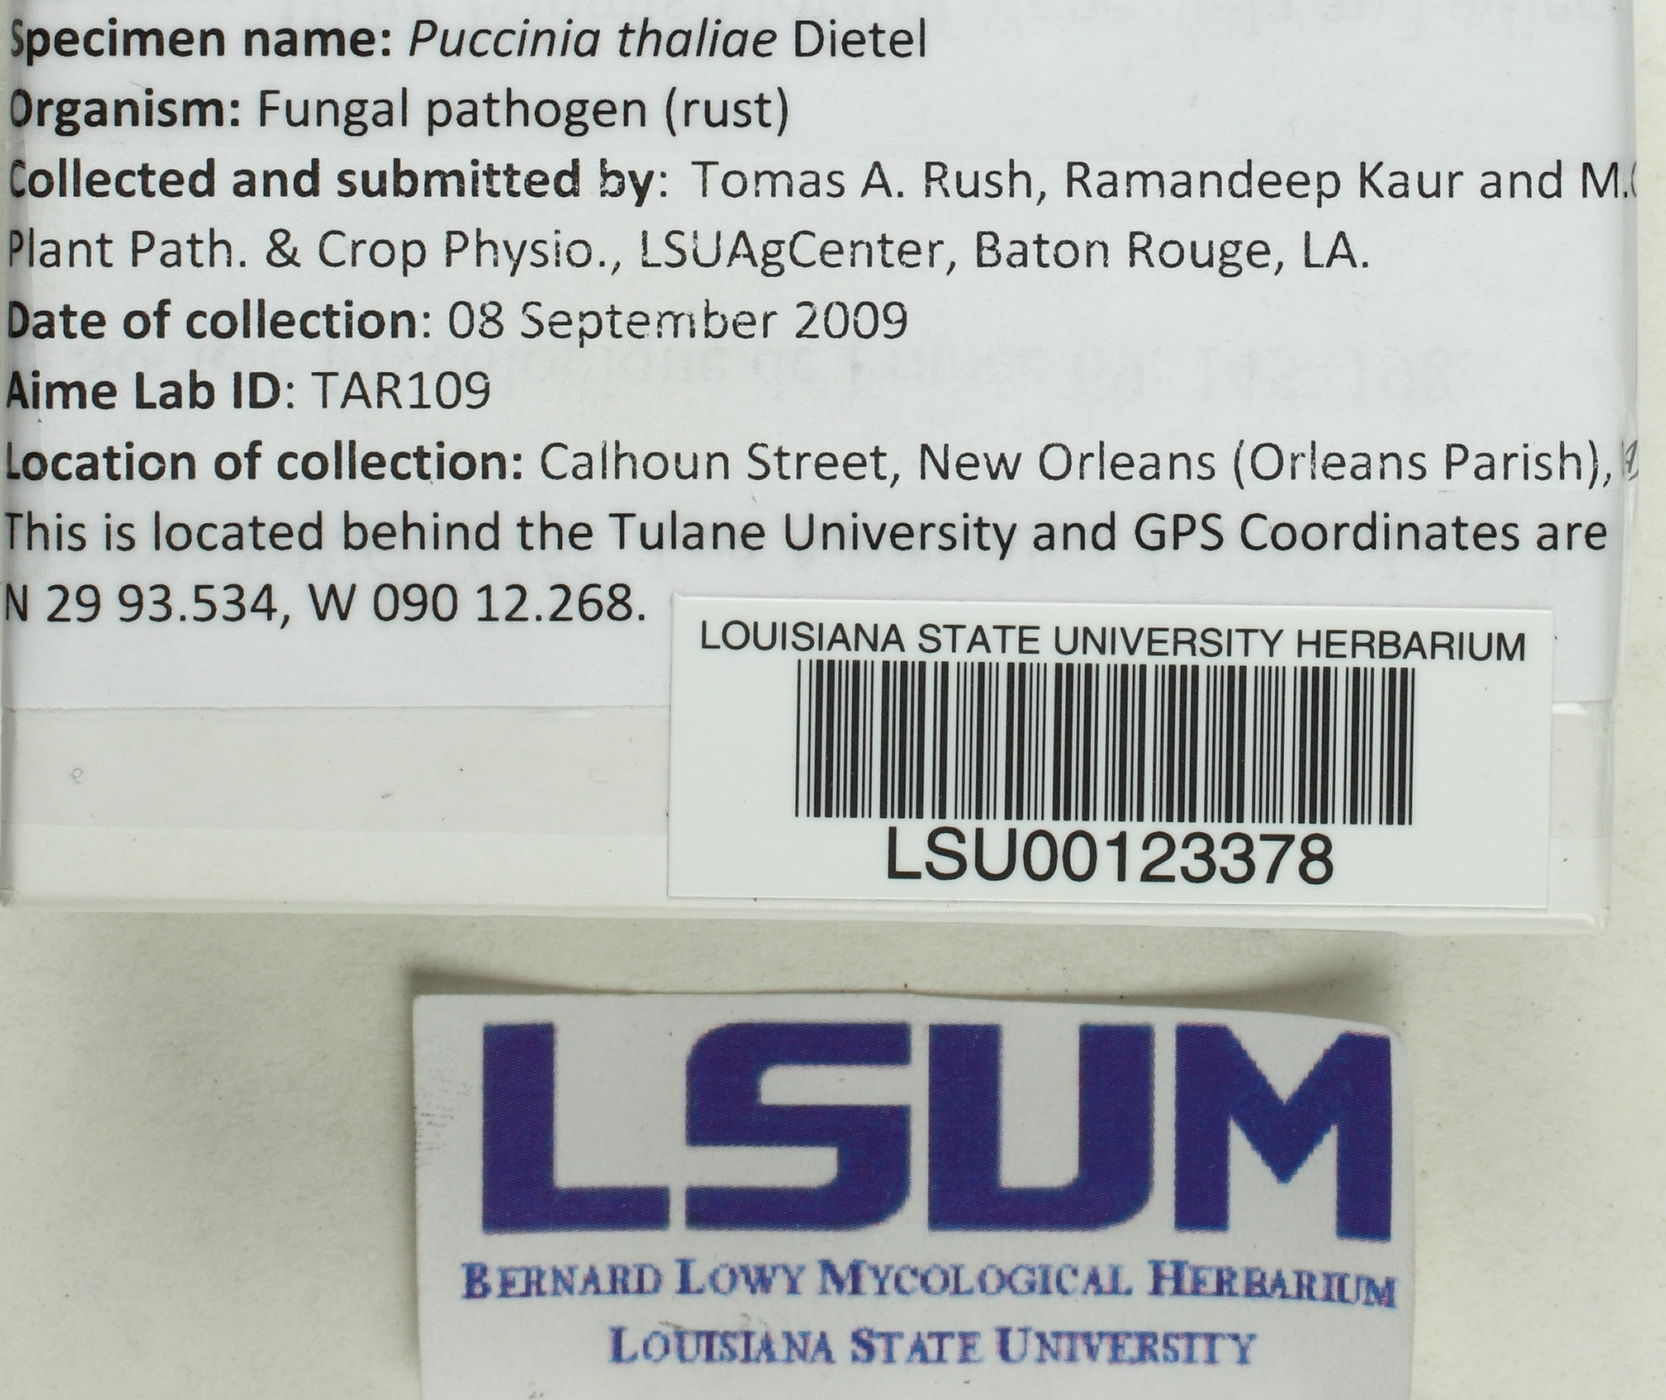 Specimen name: Puccinia thaliae Dietel
Organism: Fungal pathogen (rust)
Collected and submitted by: Tomas A. Rush, Ramandeep Kaur and M.
Plant Path. & Crop Physio., LSUAgCenter, Baton Rouge, LA.
Date of collection: 08 September 2009
Aime Lab ID: TAR109
Location of collection: Calhoun Street, New Orleans (Orleans Parish),
This is located behind the Tulane University and GPS Coordinates are
N 29 93.534, W 090 12.268.
LOUISIANA STATE UNIVERSITY HERBARIUM
LSU00123378
LSUM
BERNARD LOWY MYCOLOGICAL HERBARIUM
LOUISIANA STATE UNIVERSITY